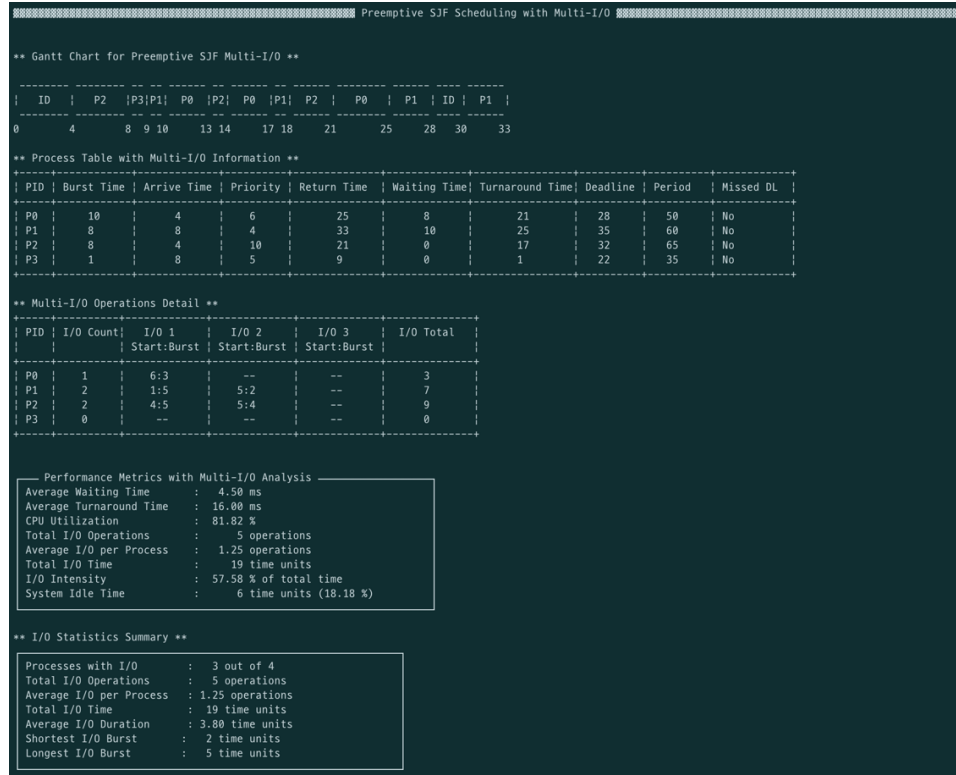 Preemptive SJF Scheduling with Multi-I/O
** Gantt Chart for Preemptive SJF Multi-I/O **
-------- -------- -- -- ------ -- ------ -- ------ -------- ------ ---- ------
¦ ID ¦ P2 ¦P3¦P1¦ P0 ¦P2¦ P0 ¦P1¦ P2 ¦ P0 ¦ P1 ¦ ID ¦ P1 ¦
-------- -------- -- -- ------ -- ------ -- ------ -------- ------ ---- ------
0 4 8 9 10 13 14 17 18 21 25 28 30 33
** Process Table with Multi-I/O Information **
¦ PID ¦ Burst Time ¦ Arrive Time ¦ Priority ¦ Return Time ¦ Waiting Time¦ Turnaround Time¦ Deadline ¦ Period ¦ Missed DL ¦
¦ P0 ¦ 10 ¦ 4 ¦ 6 ¦ 25 ¦ 8 ¦ 21 ¦ 28 ¦ 50 ¦ No ¦
¦ P1 ¦ 8 ¦ 8 ¦ 4 ¦ 33 ¦ 10 ¦ 25 ¦ 35 ¦ 60 ¦ No ¦
¦ P2 ¦ 8 ¦ 4 ¦ 10 ¦ 21 ¦ 0 ¦ 17 ¦ 32 ¦ 65 ¦ No ¦
¦ P3 ¦ 1 ¦ 8 ¦ 5 ¦ 9 ¦ 0 ¦ 1 ¦ 22 ¦ 35 ¦ No ¦
** Multi-I/O Operations Detail **
¦ PID ¦ I/O Count¦ I/O 1 ¦ I/O 2 ¦ I/O 3 ¦ I/O Total ¦
¦ ¦ ¦ Start:Burst ¦ Start:Burst ¦ Start:Burst ¦ ¦
¦ P0 ¦ 1 ¦ 6:3 ¦ -- ¦ -- ¦ 3 ¦
¦ P1 ¦ 2 ¦ 1:5 ¦ 5:2 ¦ -- ¦ 7 ¦
¦ P2 ¦ 2 ¦ 4:5 ¦ 5:4 ¦ -- ¦ 9 ¦
¦ P3 ¦ 0 ¦ -- ¦ -- ¦ -- ¦ 0 ¦
Performance Metrics with Multi-I/O Analysis
Average Waiting Time : 4.50 ms
Average Turnaround Time : 16.00 ms
CPU Utilization : 81.82 %
Total I/O Operations : 5 operations
Average I/O per Process : 1.25 operations
Total I/O Time : 19 time units
I/O Intensity : 57.58 % of total time
System Idle Time : 6 time units (18.18 %)
** I/O Statistics Summary **
Processes with I/O : 3 out of 4
Total I/O Operations : 5 operations
Average I/O per Process : 1.25 operations
Total I/O Time : 19 time units
Average I/O Duration : 3.80 time units
Shortest I/O Burst : 2 time units
Longest I/O Burst : 5 time units